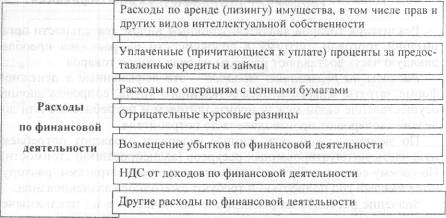 Расходы по аренде (лизингу) имущества, в том числе прав и
других видов интеллектуальной собственности
Уплаченные (причитающиеся к уплате) проценты за предос-
тавленные кредиты и займы
Расходы по операциям с ценными бумагами
Отрицательные курсовые разницы
Расходы
по финансовой
деятельности
Возмещение убытков по финансовой деятельности
НДС от доходов по финансовой деятельности
Другие расходы по финансовой деятельности